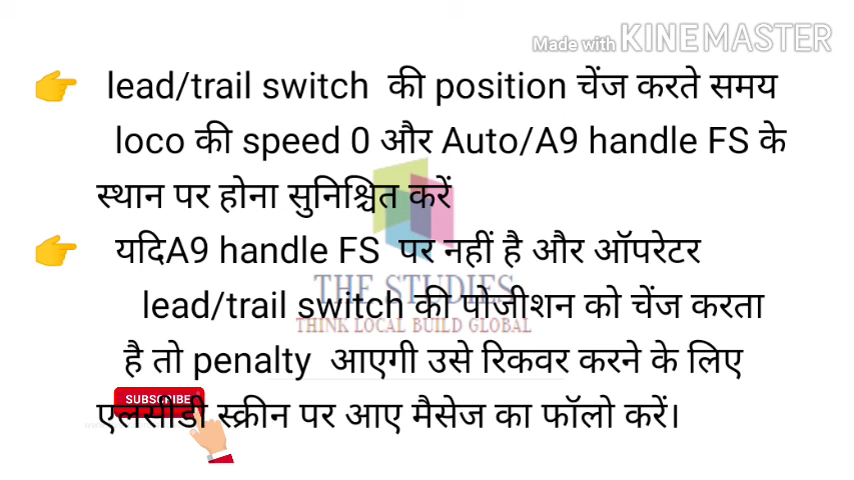 Made with KINEMASTER
👉 lead/trail switch की position चेंज करते समय
loco की speed 0 और Auto/A9 handle FS के
स्थान पर होना सुनिश्चित करें
👉 यदिA9 handle FS पर नहीं है और ऑपरेटर
THE STUDIES
lead/trail switch की पोजीशन को चेंज करता
THINK LOCAL BUILD GLOBAL
है तो penalty आएगी उसे रिकवर करने के लिए
SUBSCRIBE
एलसीडी स्क्रीन पर आए मैसेज का फॉलो करें।